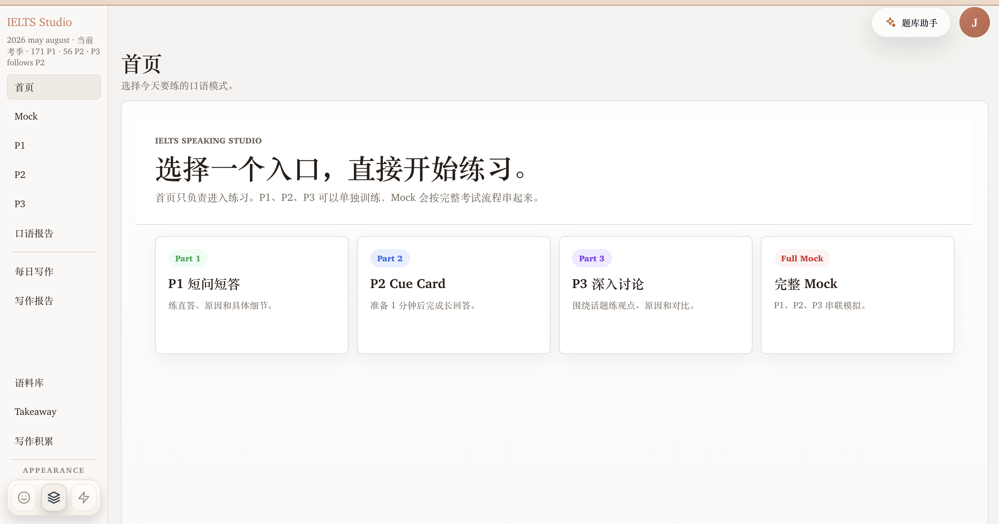 IELTS Studio
2026 may august · 当前
考季 · 171 P1 · 56 P2 · P3
follows P2
首页
Mock
P1
P2
P3
口语报告
每日写作
写作报告
语料库
Takeaway
写作积累
APPEARANCE
题库助手
J
首页
选择今天要练的口语模式。
IELTS SPEAKING STUDIO
选择一个入口，直接开始练习。
首页只负责进入练习。P1、P2、P3 可以单独训练，Mock 会按完整考试流程串起来。
Part 1
P1 短问短答
练直答、原因和具体细节。
Part 2
P2 Cue Card
准备 1 分钟后完成长回答。
Part 3
P3 深入讨论
围绕话题练观点、原因和对比。
Full Mock
完整 Mock
P1、P2、P3 串联模拟。